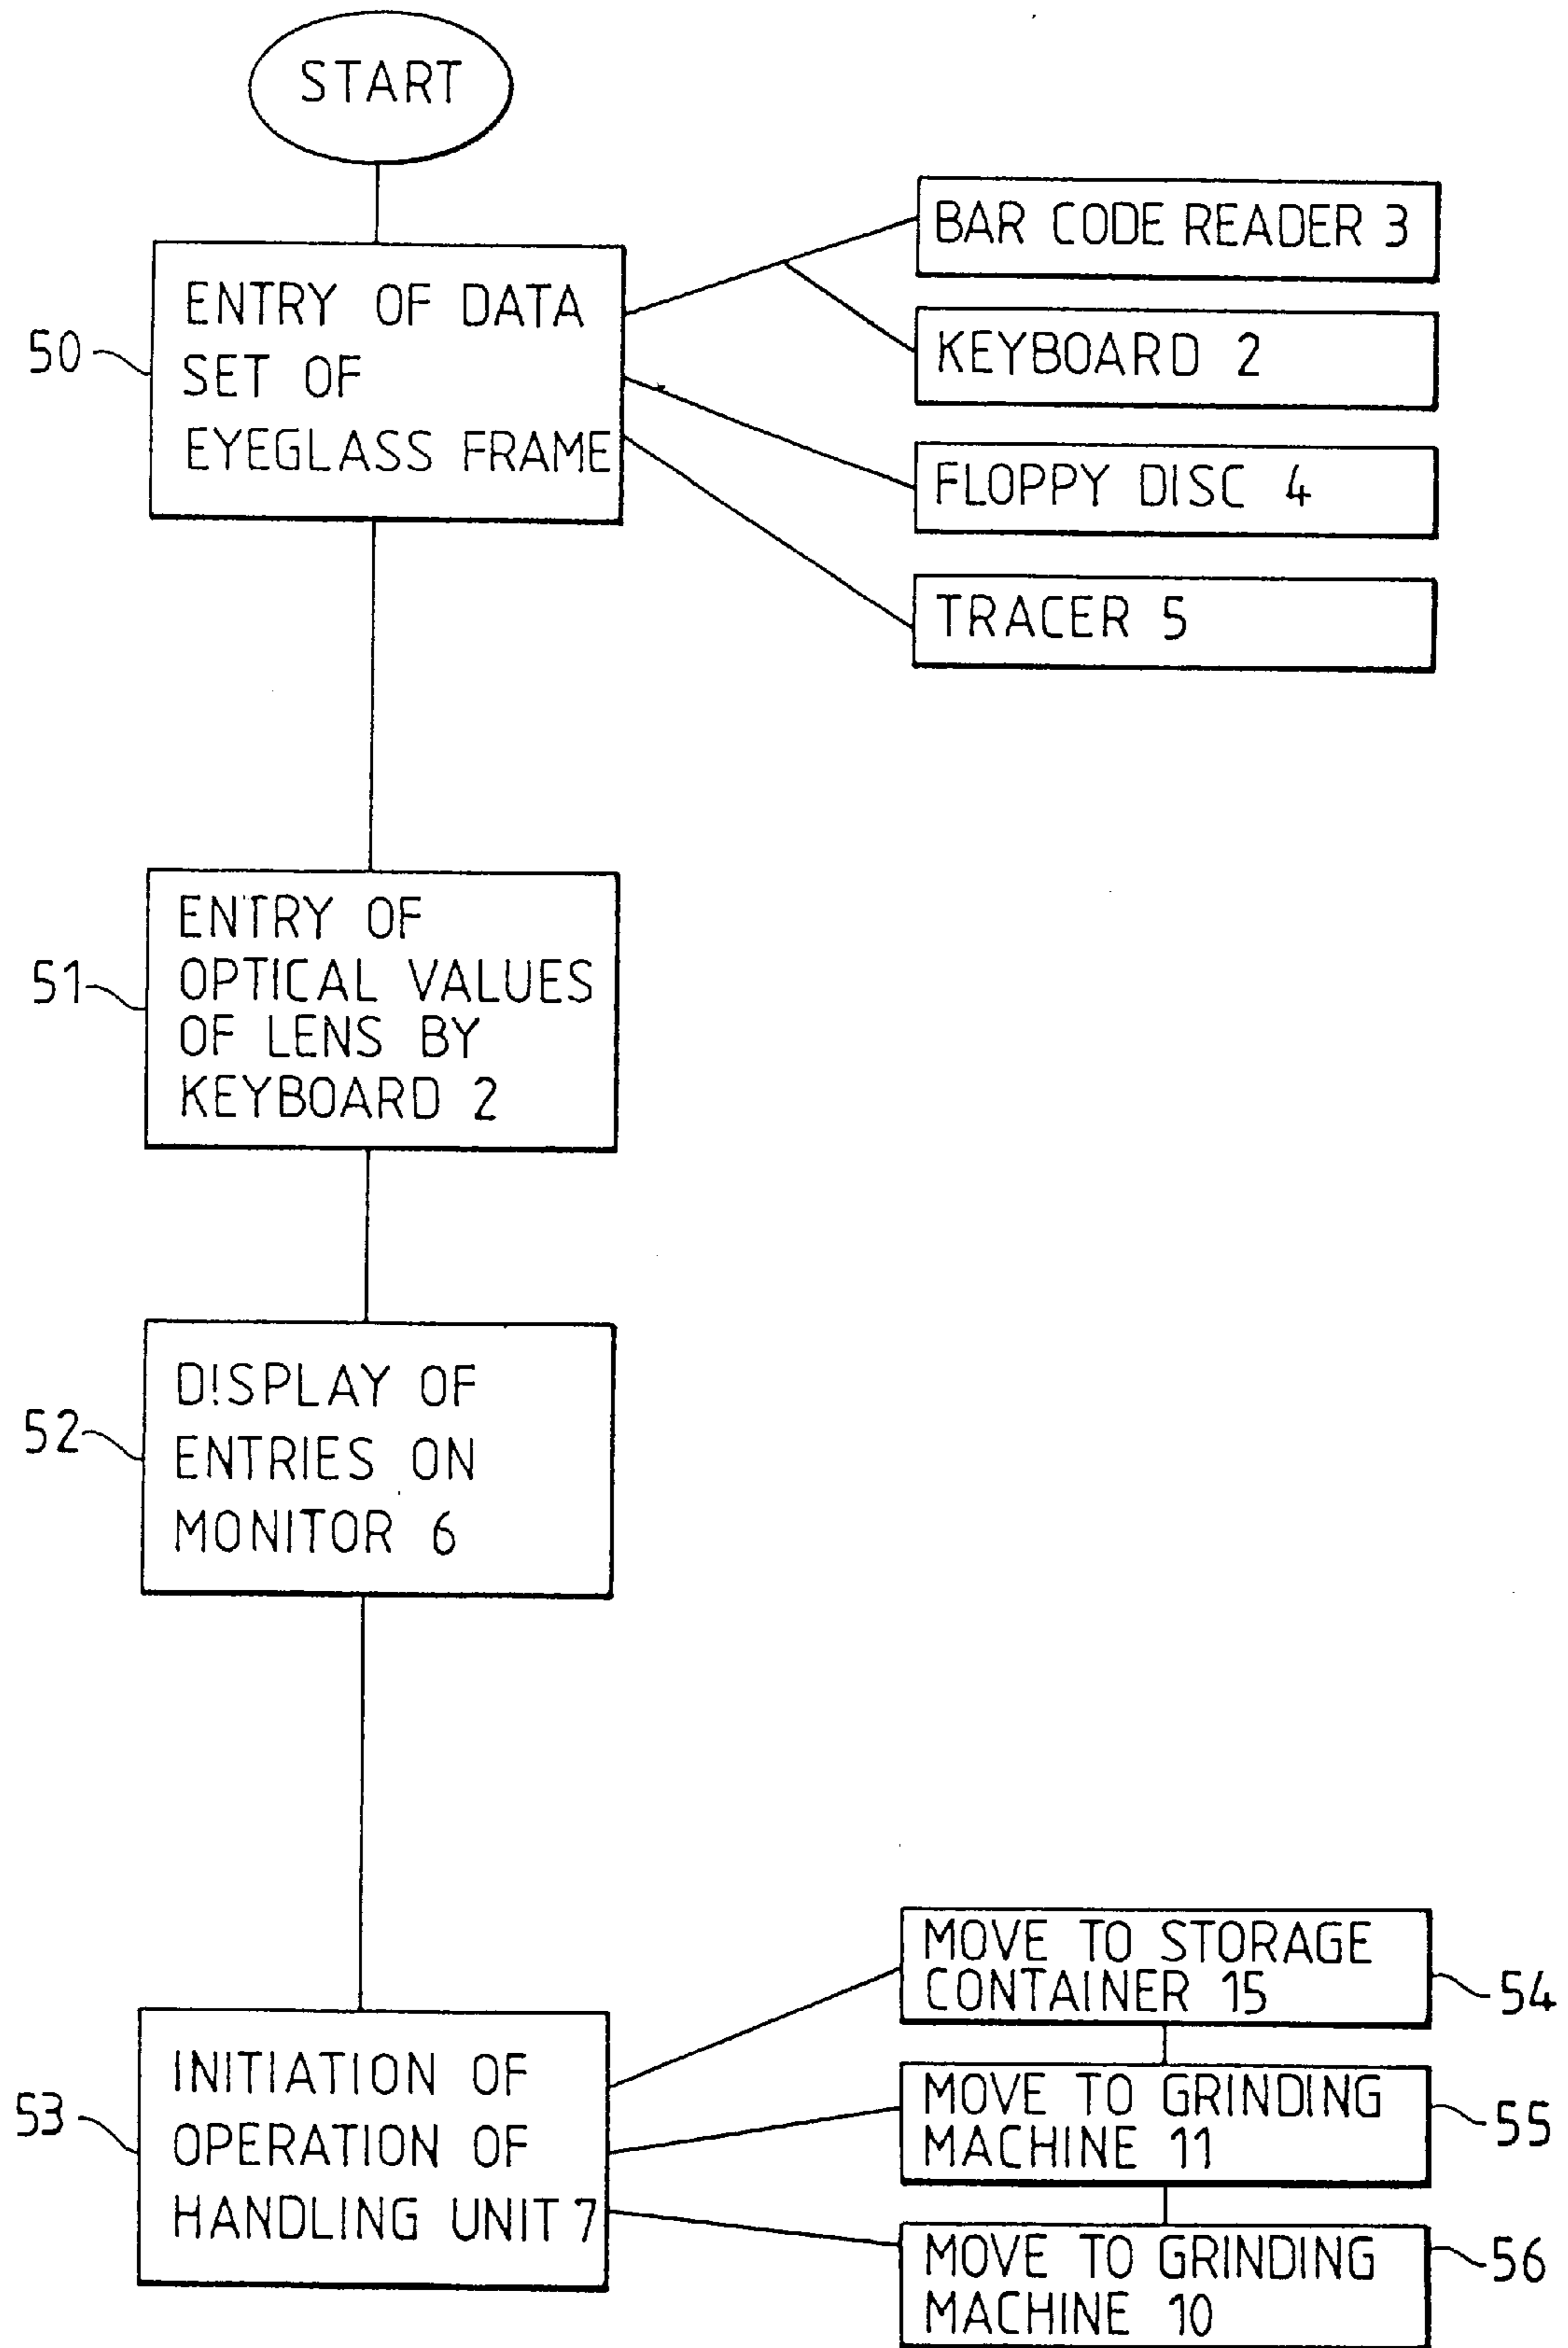 START
BAR CODE READER 3
KEYBOARD 2
FLOPPY DISC 4
TRACER 5
50
ENTRY OF DATA
SET OF
EYEGLASS FRAME
51
ENTRY OF
OPTICAL VALUES
OF LENS BY
KEYBOARD 2
52
DISPLAY OF
ENTRIES ON
MONITOR 6
53
INITIATION OF
OPERATION OF
HANDLING UNIT 7
MOVE TO STORAGE
CONTAINER 15
54
MOVE TO GRINDING
MACHINE 11
55
MOVE TO GRINDING
MACHINE 10
56